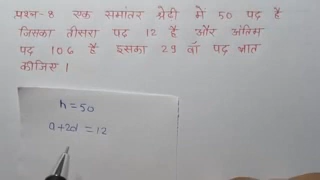 प्रश्न-8 एक समांतर श्रेढी मे 50 पद है
जिसका तीसरा पद 12 है और अंतिम
पद 106 है इसका 29 वाँ पद ज्ञात
कीजिस।
n=50
a+2d=12